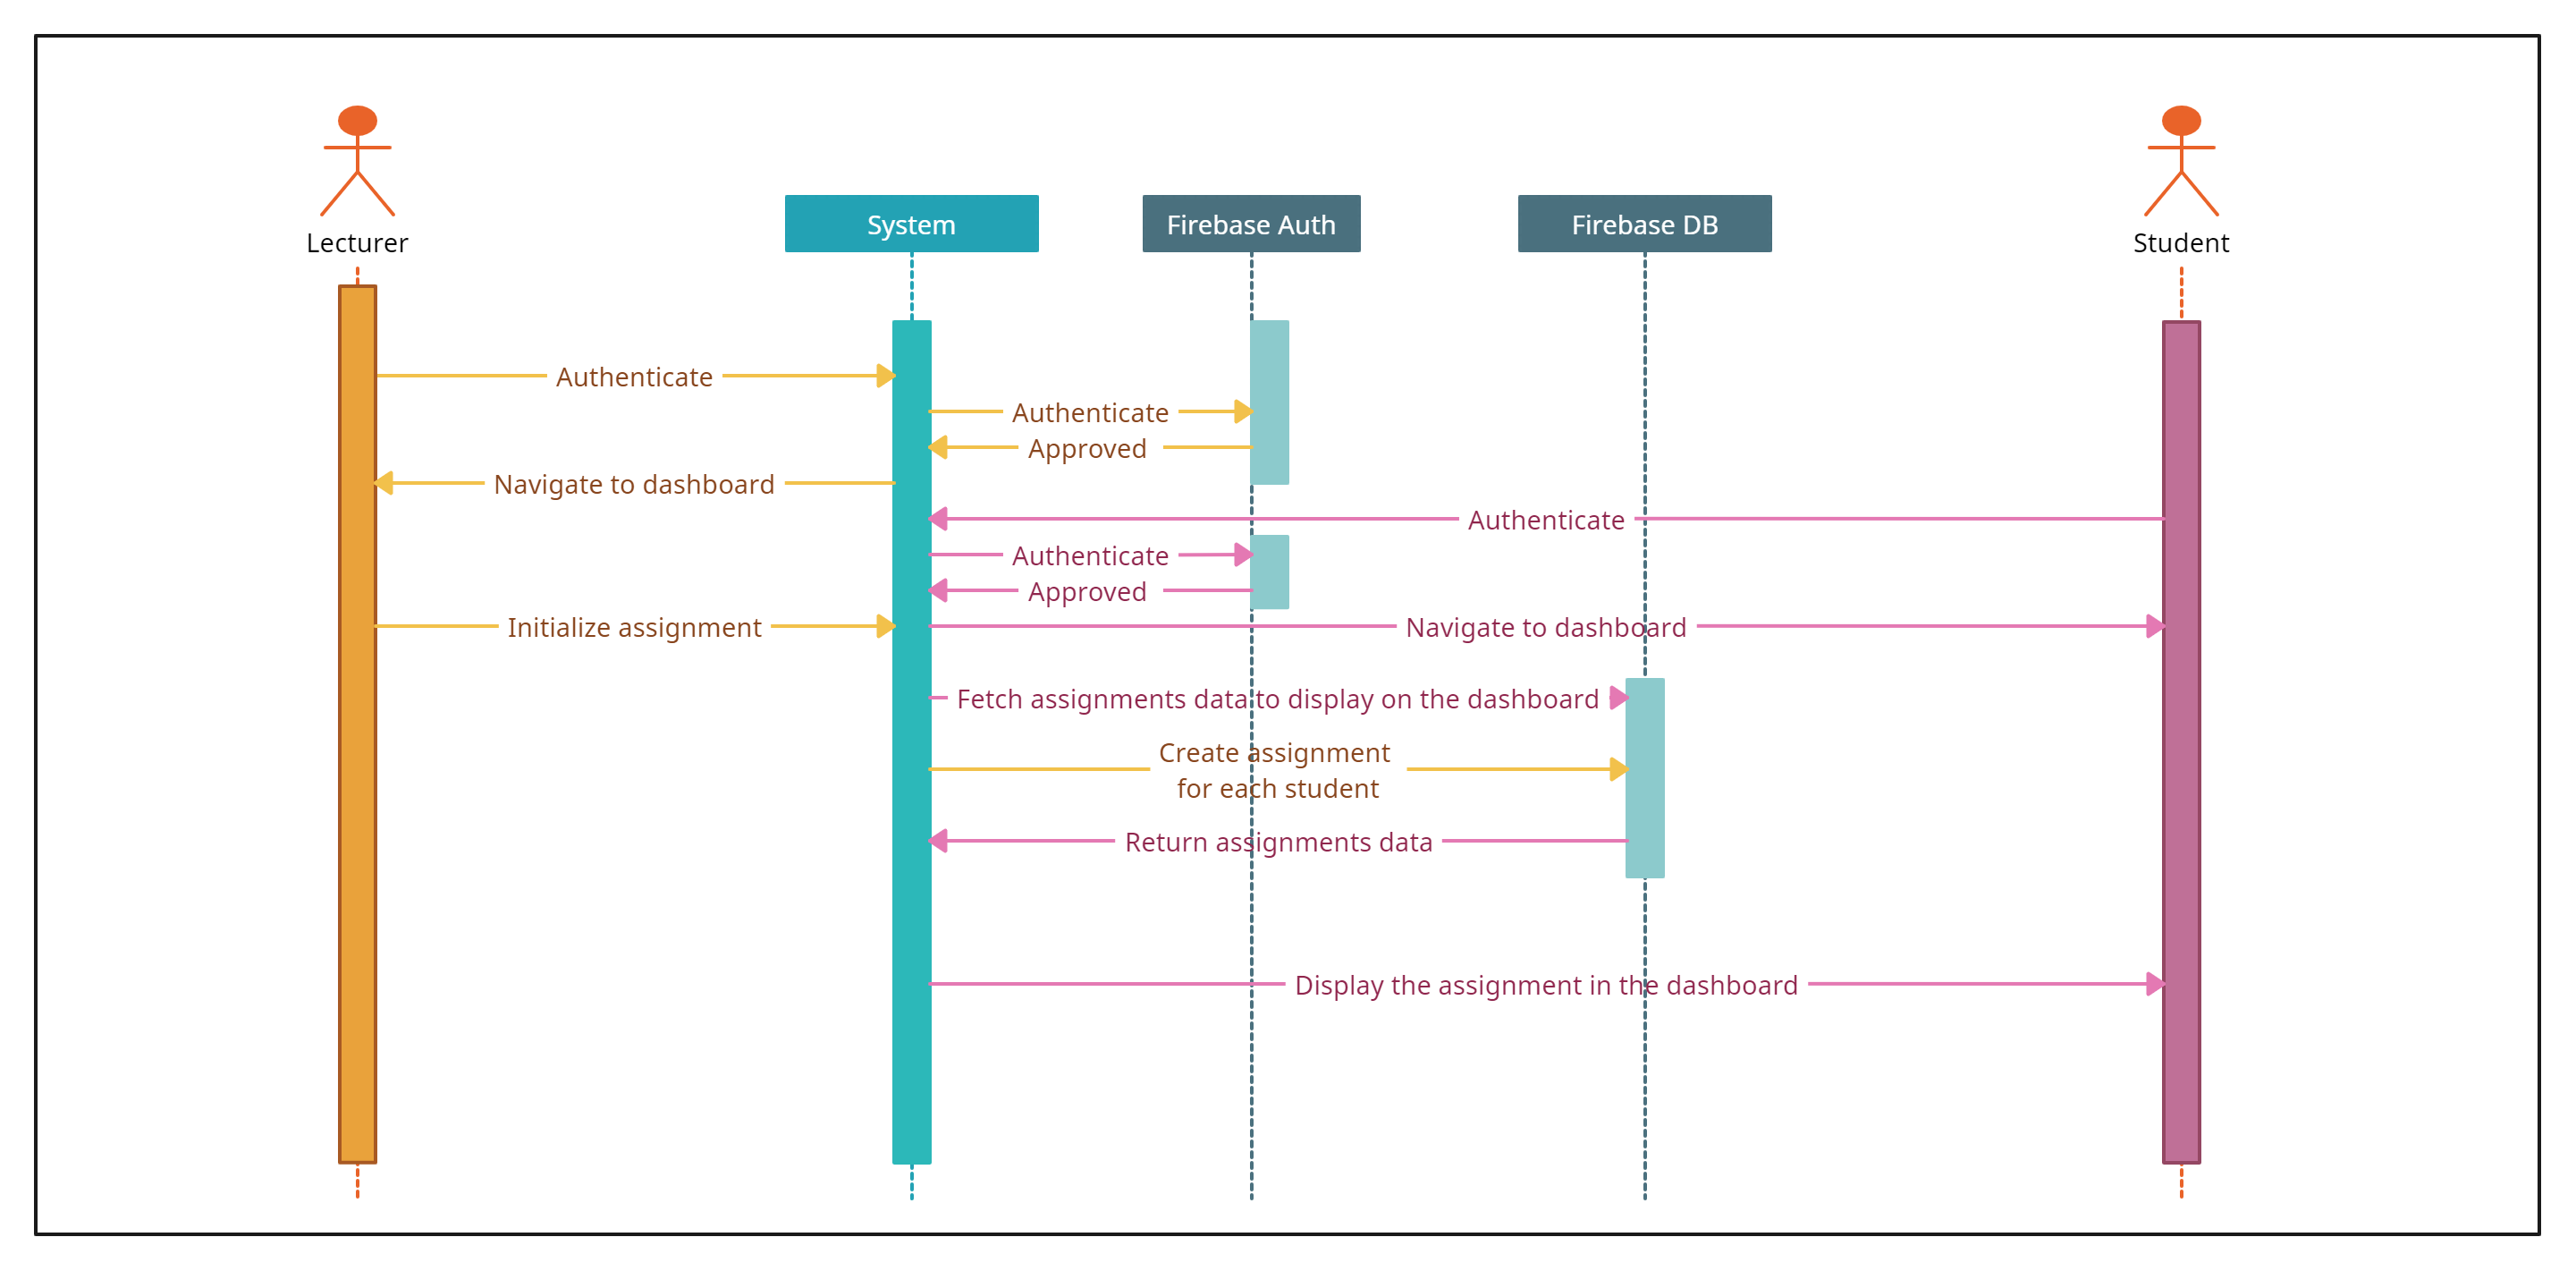 Lecturer
System
Firebase Auth
Firebase DB
Student
Authenticate
Authenticate
Approved
Navigate to dashboard
Authenticate
Authenticate
Approved
Initialize assignment
Navigate to dashboard
Fetch assignments data to display on the dashboard
Create assignment
for each student
Return assignments data
Display the assignment in the dashboard